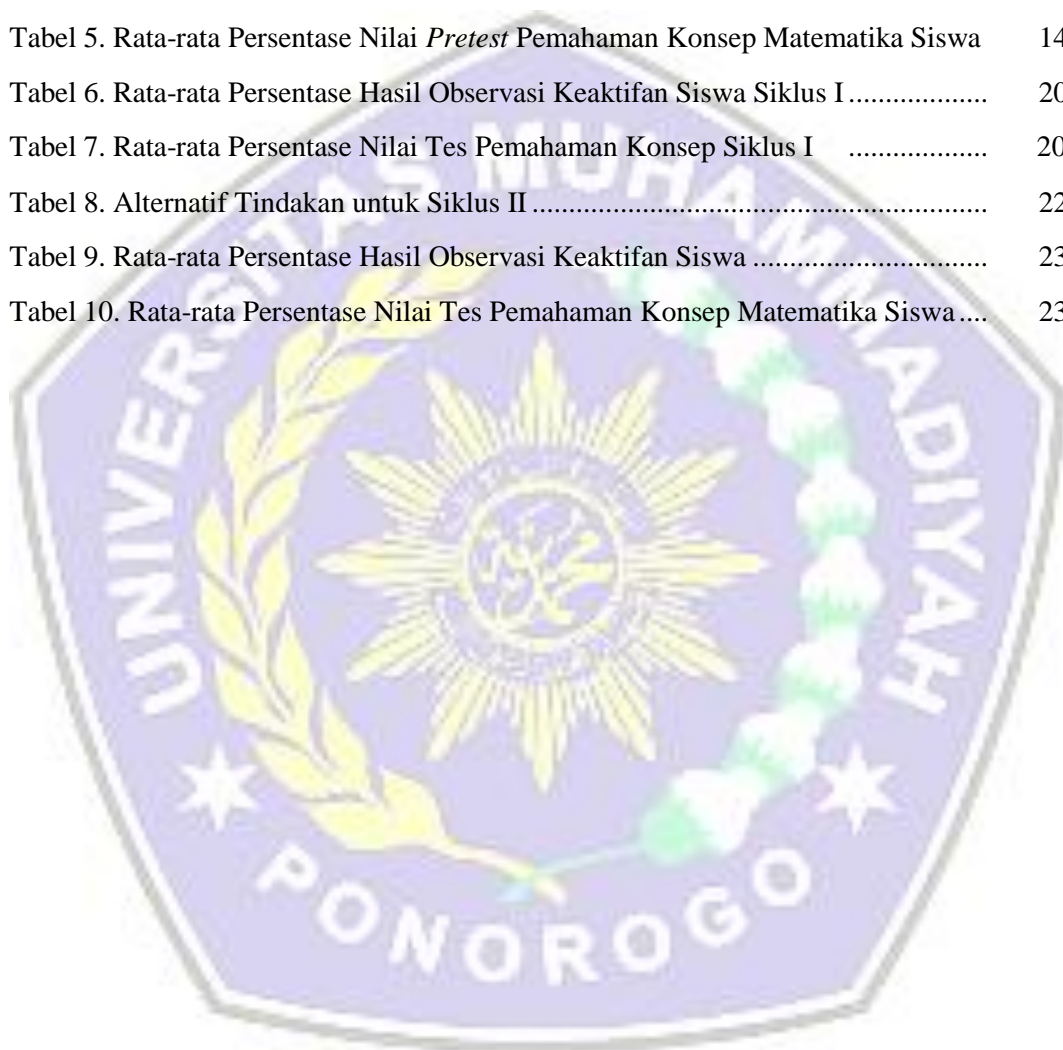 Tabel 5. Rata-rata Persentase Nilai Pretest Pemahaman Konsep Matematika Siswa 14
Tabel 6. Rata-rata Persentase Hasil Observasi Keaktifan Siswa Siklus I ................... 20
Tabel 7. Rata-rata Persentase Nilai Tes Pemahaman Konsep Siklus I ................... 20
Tabel 8. Alternatif Tindakan untuk Siklus II ............................................................. 22
Tabel 9. Rata-rata Persentase Hasil Observasi Keaktifan Siswa ............................... 23
Tabel 10. Rata-rata Persentase Nilai Tes Pemahaman Konsep Matematika Siswa .... 23
UNIVERSITAS MUHAMMADIYAH
PONOROGO